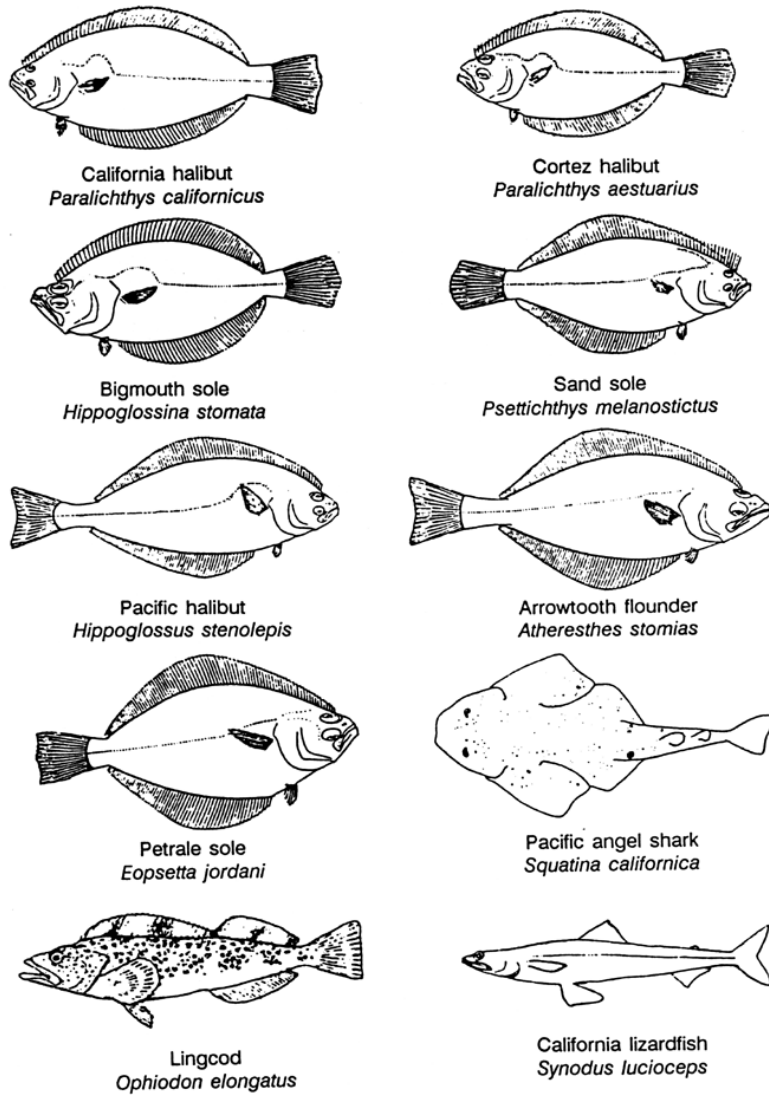 California halibut
Paralichthys californicus
Cortez halibut
Paralichthys aestuarius
Bigmouth sole
Hippoglossina stomata
Sand sole
Psettichthys melanostictus
Pacific halibut
Hippoglossus stenolepis
Arrowtooth flounder
Atheresthes stomias
Petrale sole
Eopsetta jordani
Pacific angel shark
Squatina californica
Lingcod
Ophiodon elongatus
California lizardfish
Synodus lucioceps